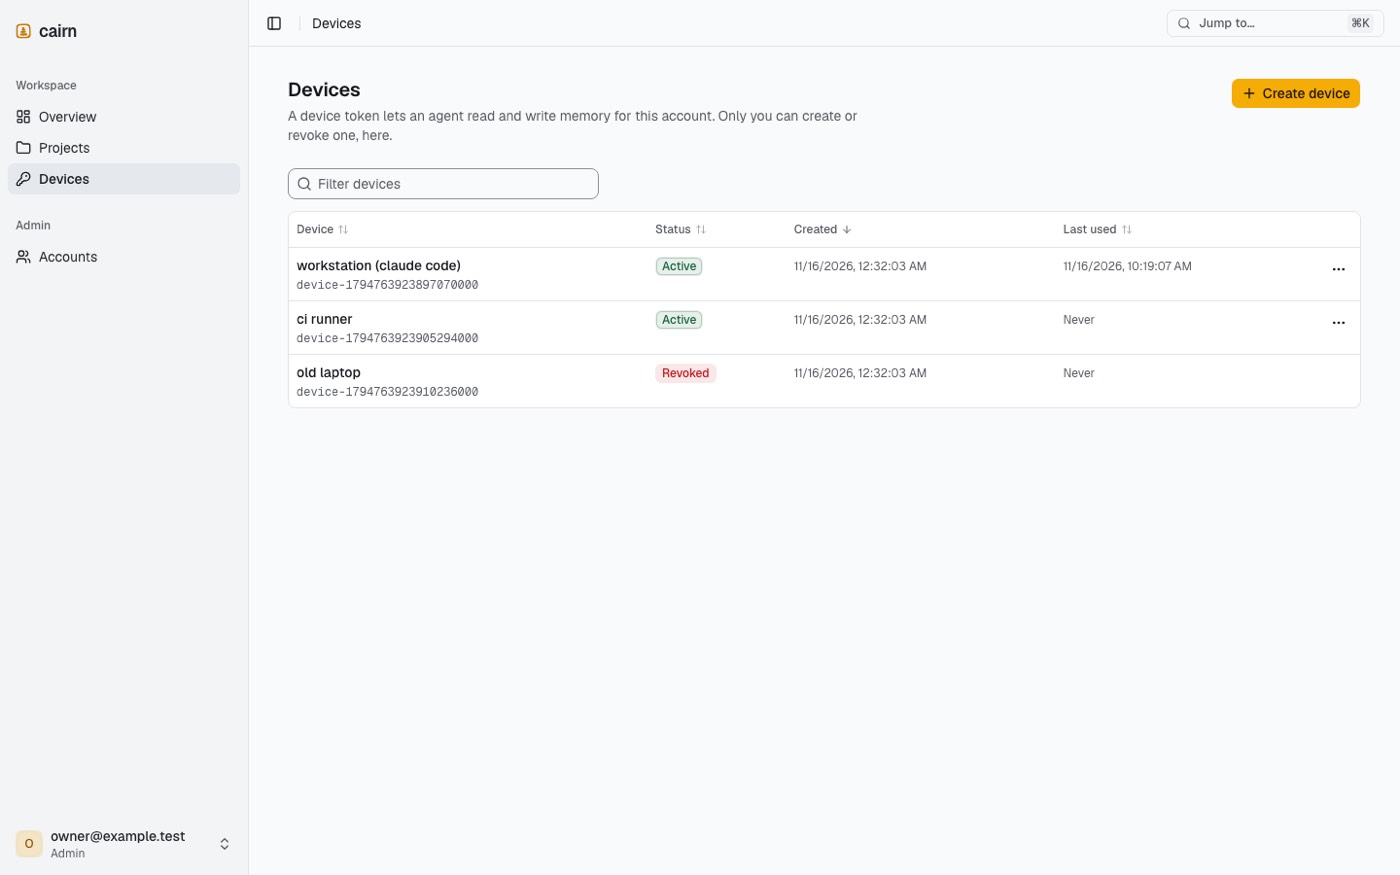 cairn
Devices
Jump to...
⌘K
Workspace
Overview
Projects
Devices
Admin
Accounts
Devices
Create device
A device token lets an agent read and write memory for this account. Only you can create or
revoke one, here.
Filter devices
Device Status Created Last used
workstation (claude code) Active 11/16/2026, 12:32:03 AM 11/16/2026, 10:19:07 AM
device-1794763923897070000
ci runner Active 11/16/2026, 12:32:03 AM Never
device-1794763923905294000
old laptop Revoked 11/16/2026, 12:32:03 AM Never
device-1794763923910236000
O
owner@example.test
Admin